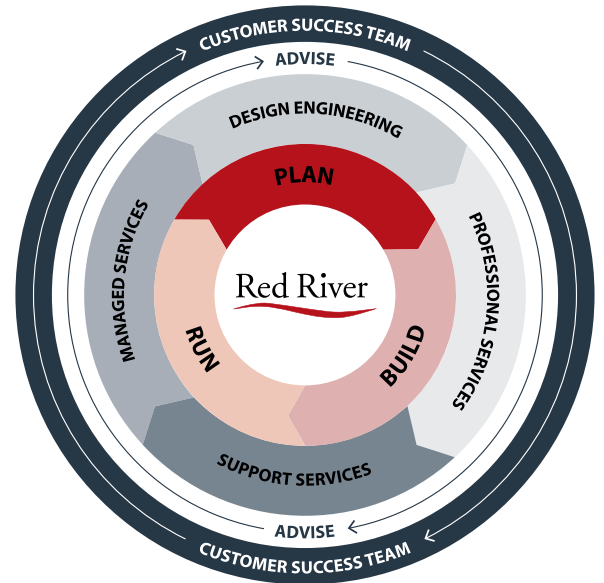 CUSTOMER SUCCESS TEAM
ADVISE
DESIGN ENGINEERING
PLAN
PROFESSIONAL SERVICES
MANAGED SERVICES
Red River
RUN
BUILD
SUPPORT SERVICES
ADVISE
CUSTOMER SUCCESS TEAM